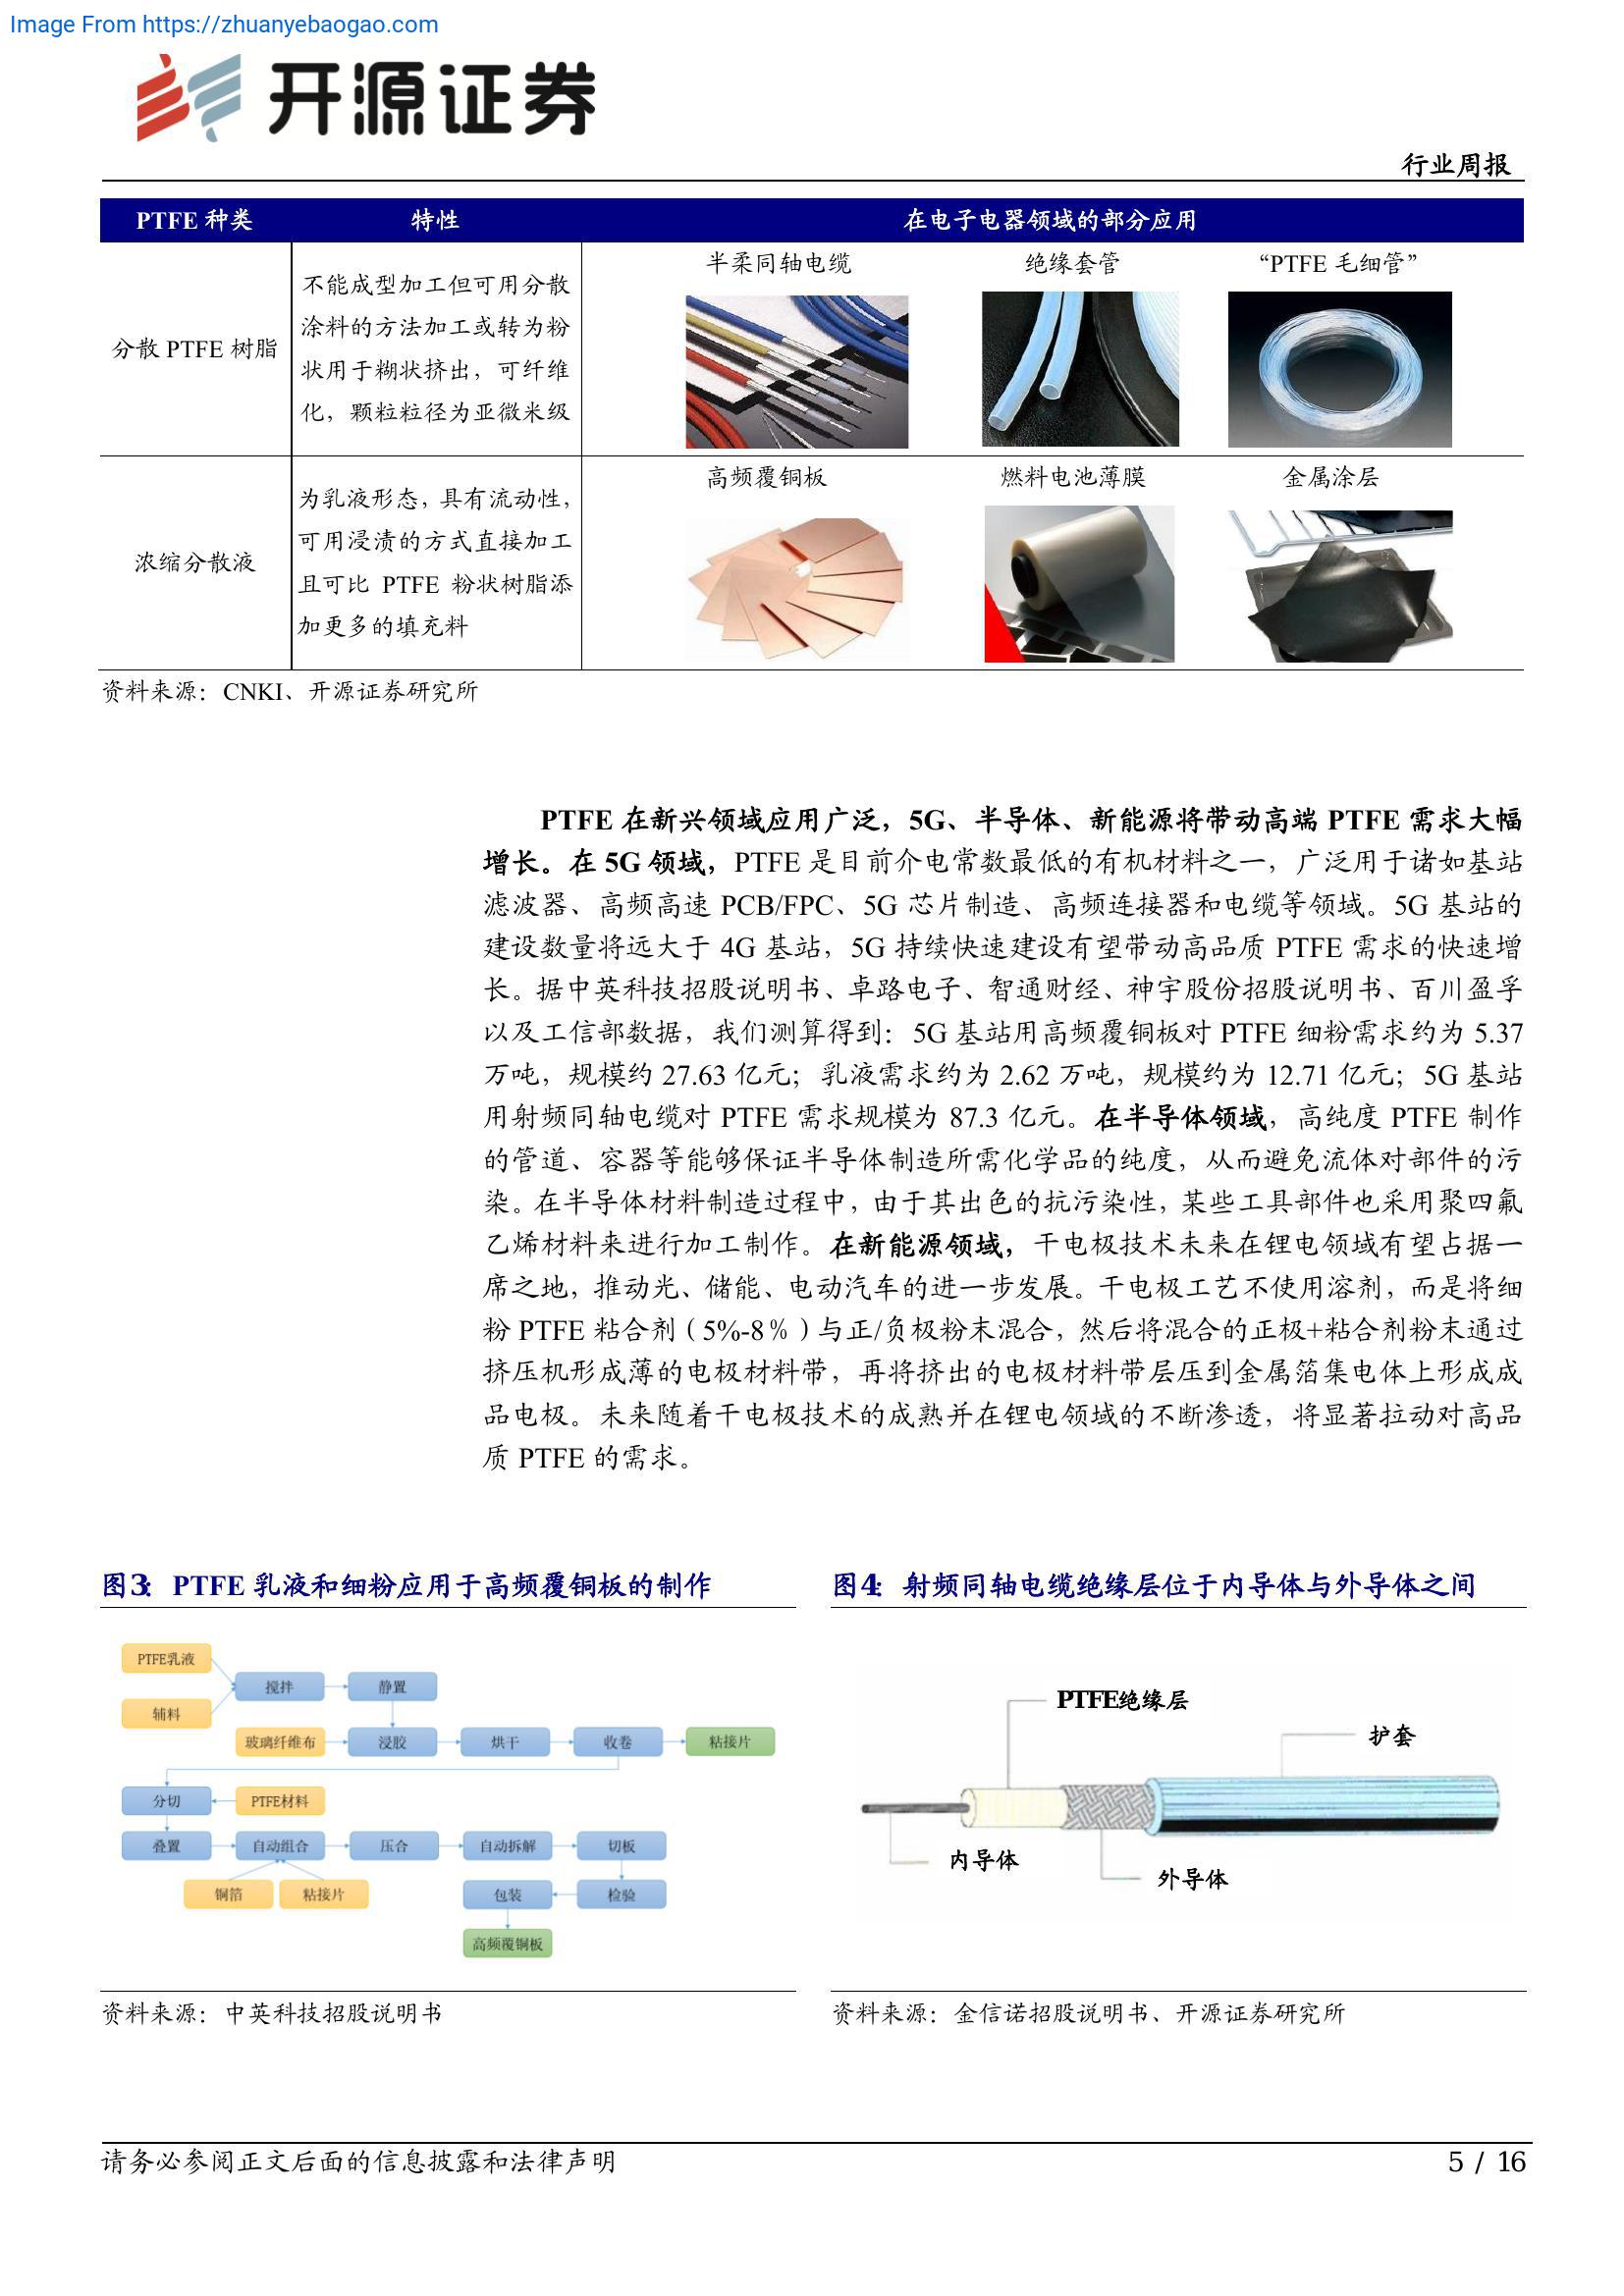 Image From https://zhuanyebaogao.com
开源证券
行业周报
PTFE 种类 特性 在电子电器领域的部分应用
半柔同轴电缆 绝缘套管 “PTFE 毛细管”
分散 PTFE 树脂
不能成型加工但可用分散
涂料的方法加工或转为粉
状用于糊状挤出，可纤维
化，颗粒粒径为亚微米级
高频覆铜板 燃料电池薄膜 金属涂层
浓缩分散液
为乳液形态，具有流动性，
可用浸渍的方式直接加工
且可比 PTFE 粉状树脂添
加更多的填充料
资料来源：CNKI、开源证券研究所
PTFE 在新兴领域应用广泛，5G、半导体、新能源将带动高端 PTFE 需求大幅
增长。在 5G 领域，PTFE 是目前介电常数最低的有机材料之一，广泛用于诸如基站
滤波器、高频高速 PCB/FPC、5G 芯片制造、高频连接器和电缆等领域。5G 基站的
建设数量将远大于 4G 基站，5G 持续快速建设有望带动高品质 PTFE 需求的快速增
长。据中英科技招股说明书、卓路电子、智通财经、神宇股份招股说明书、百川盈孚
以及工信部数据，我们测算得到：5G 基站用高频覆铜板对 PTFE 细粉需求约为 5.37
万吨，规模约 27.63 亿元；乳液需求约为 2.62 万吨，规模约为 12.71 亿元；5G 基站
用射频同轴电缆对 PTFE 需求规模为 87.3 亿元。在半导体领域，高纯度 PTFE 制作
的管道、容器等能够保证半导体制造所需化学品的纯度，从而避免流体对部件的污
染。在半导体材料制造过程中，由于其出色的抗污染性，某些工具部件也采用聚四氟
乙烯材料来进行加工制作。在新能源领域，干电极技术未来在锂电领域有望占据一
席之地，推动光、储能、电动汽车的进一步发展。干电极工艺不使用溶剂，而是将细
粉 PTFE 粘合剂（5%-8%）与正/负极粉末混合，然后将混合的正极+粘合剂粉末通过
挤压机形成薄的电极材料带，再将挤出的电极材料带层压到金属箔集电体上形成成
品电极。未来随着干电极技术的成熟并在锂电领域的不断渗透，将显著拉动对高品
质 PTFE 的需求。
图3：PTFE 乳液和细粉应用于高频覆铜板的制作
PTFE乳液
搅拌 静置
辅料
玻璃纤维布 浸胶 烘干 收卷 粘接片
分切 PTFE材料
叠置 自动组合 压合 自动拆解 切板
铜箔 粘接片 包装 检验
高频覆铜板
资料来源：中英科技招股说明书
图4：射频同轴电缆绝缘层位于内导体与外导体之间
PTFE绝缘层
护套
内导体
外导体
资料来源：金信诺招股说明书、开源证券研究所
请务必参阅正文后面的信息披露和法律声明 5 / 16